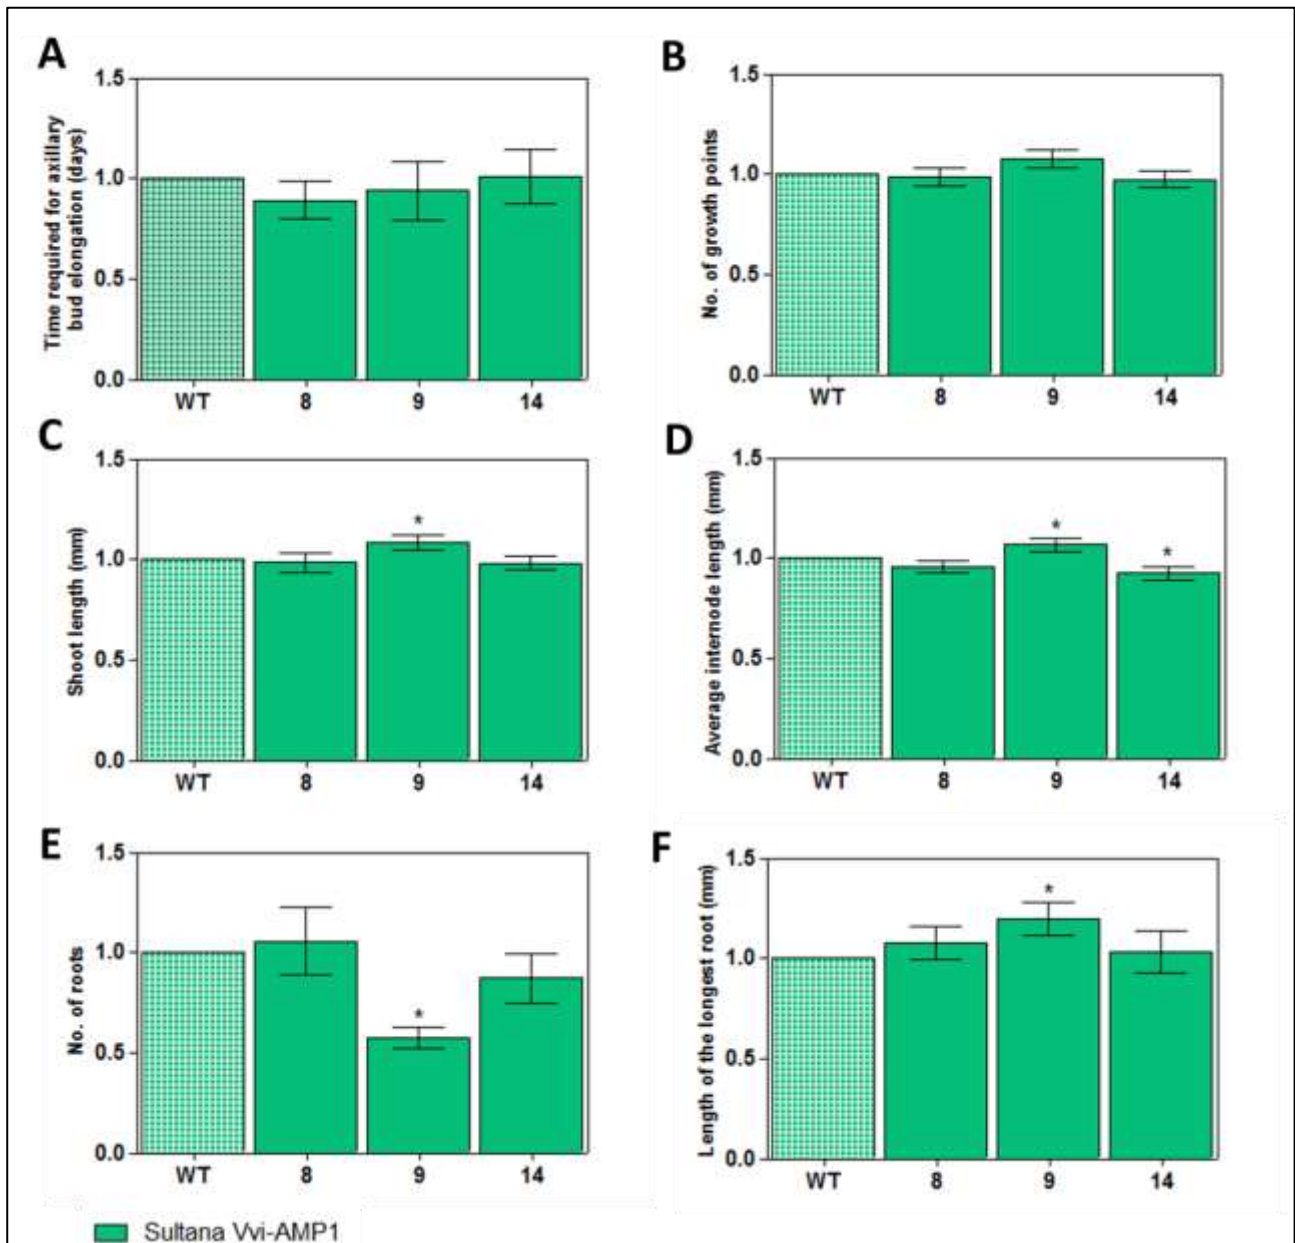 A
Time required for axillary
bud elongation (days)
1.5
1.0
0.5
0.0
WT 8 9 14
B
No. of growth points
1.5
1.0
0.5
0.0
WT 8 9 14
C
Shoot length (mm)
1.5
1.0
0.5
0.0
*
WT 8 9 14
D
Average internode length (mm)
1.5
1.0
0.5
0.0
* *
WT 8 9 14
E
No. of roots
1.5
1.0
0.5
0.0
*
WT 8 9 14
F
Length of the longest root (mm)
1.5
1.0
0.5
0.0
*
WT 8 9 14
Sultana Vvi-AMP1